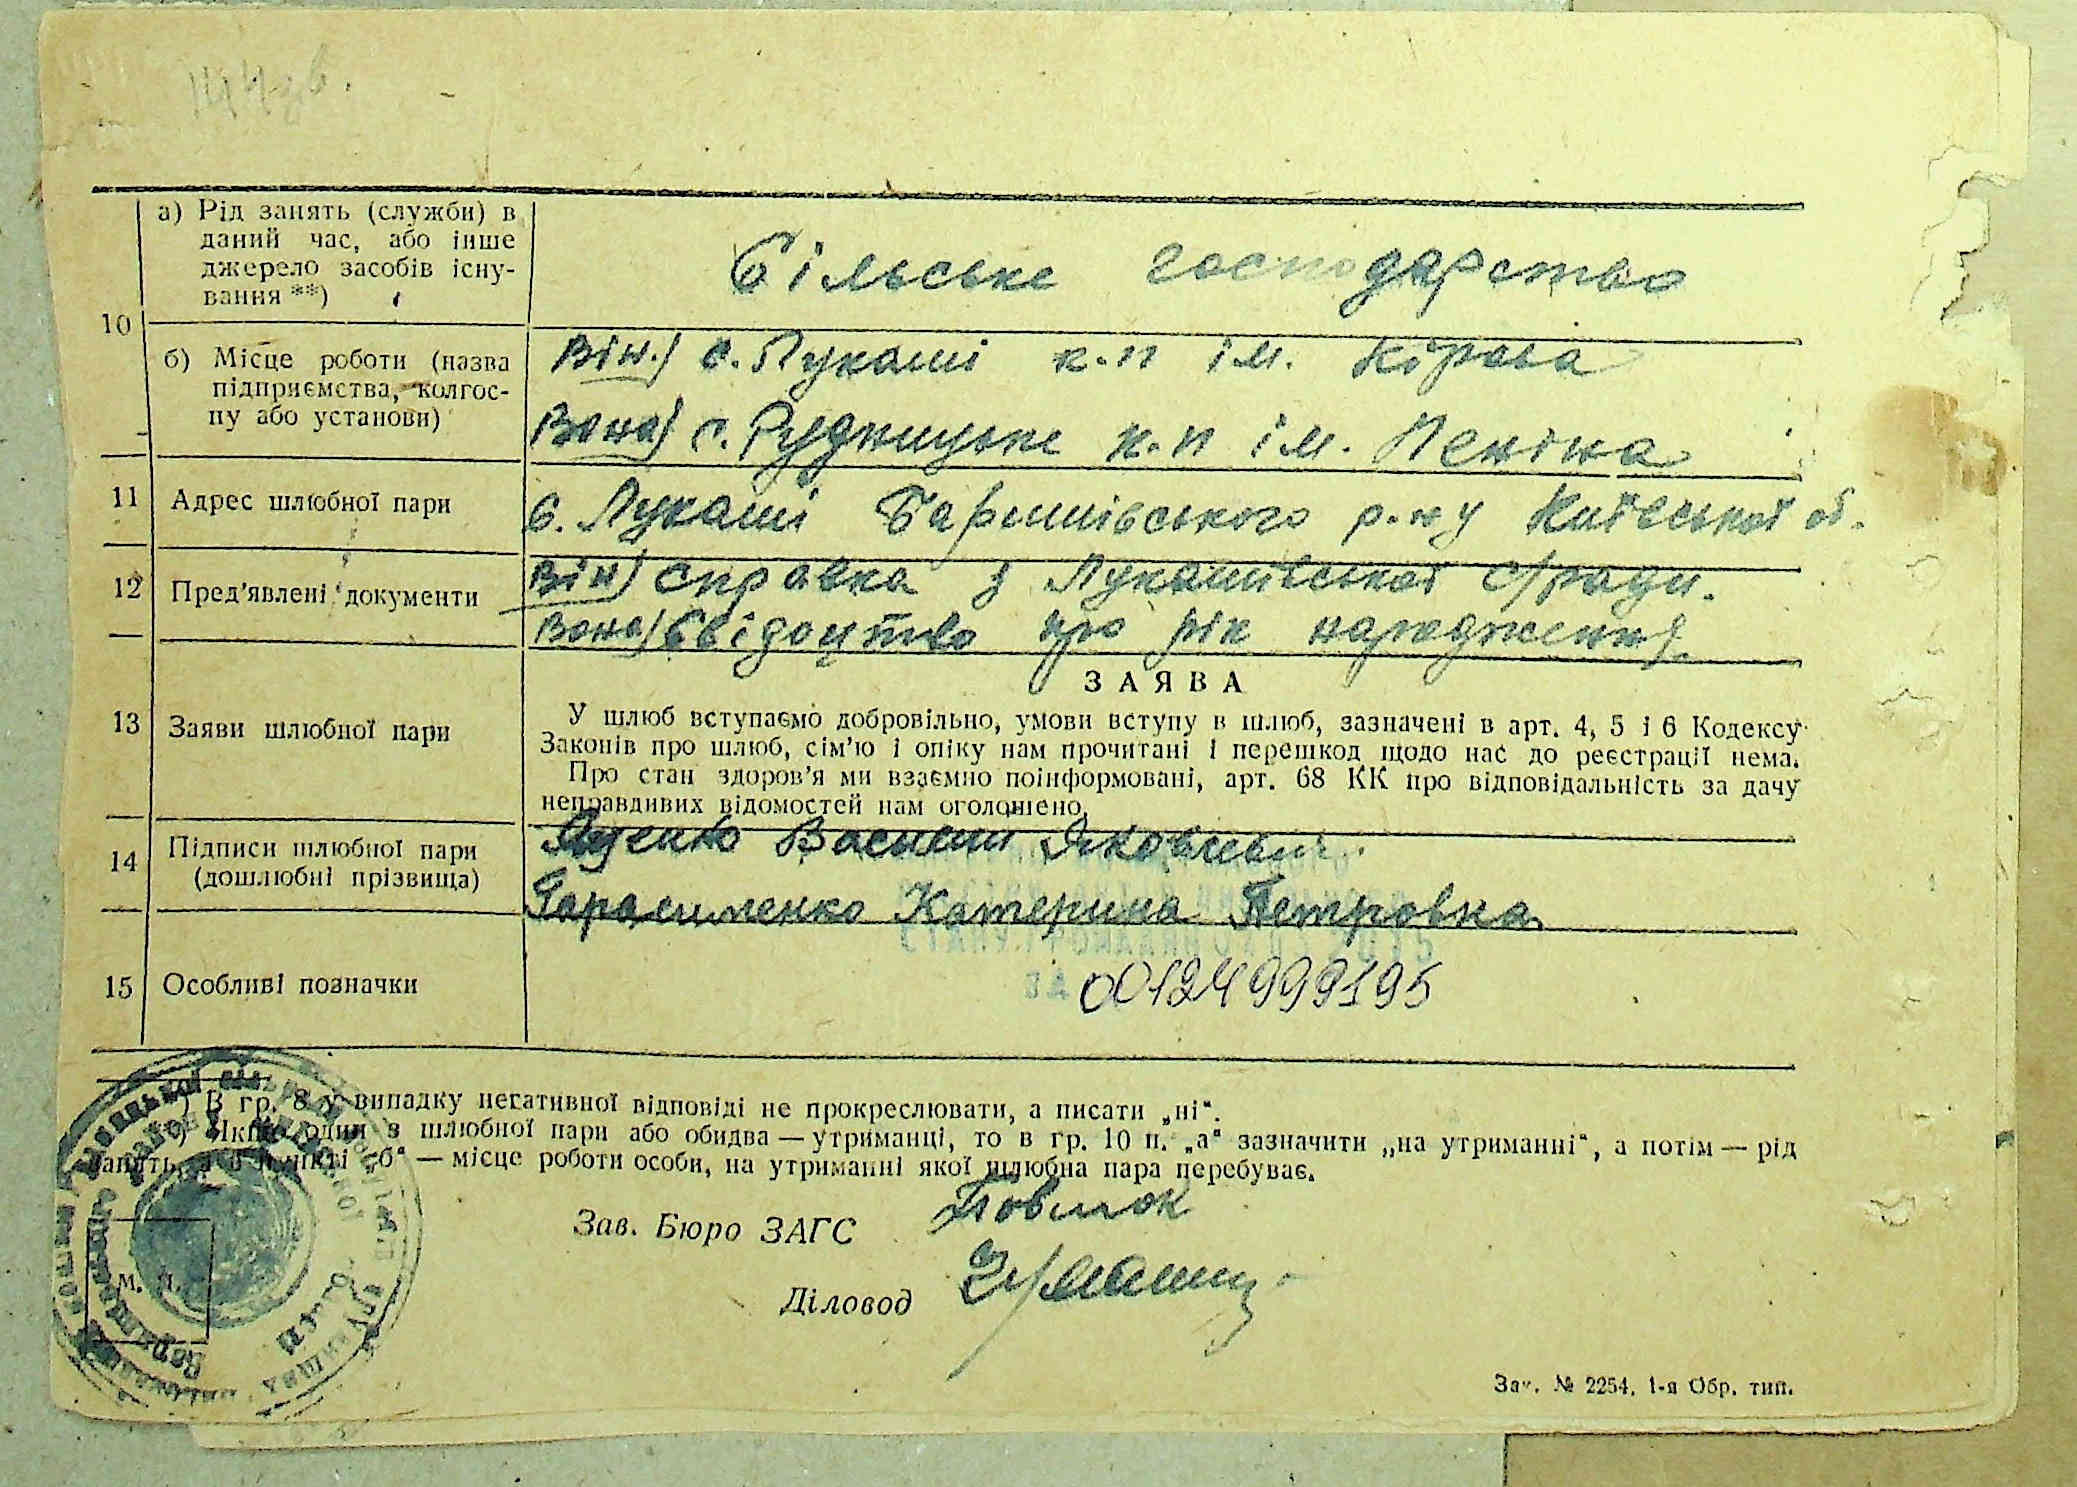 а) Рід занять (служби) в
даний час, або інше
джерело засобів існу-
вання **)
Сільське господарство
10
б) Місце роботи (назва
підприємства, колгос-
пу або установи)
Він.) с. Лукаші к.п ім. Кірова
Вона) с. Рудницьке к.п ім. Леніна
11 Адрес шлюбної пари
с. Лукаші Баришівського р.ну Київської об.
12 Пред'явлені документи
Він) Справка з Лукашівської с/ради.
Вона) Свідоцтво про рік народження.
ЗАЯВА
13 Заяви шлюбної пари
У шлюб вступаємо добровільно, умови вступу в шлюб, зазначені в арт. 4, 5 і 6 Кодексу
Законів про шлюб, сім'ю і опіку нам прочитані і перешкод щодо нас до реєстрації нема.
Про стан здоров'я ми взаємно поінформовані, арт. 68 КК про відповідальність за дачу
неправдивих відомостей нам оголошено.
14 Підписи шлюбної пари
(дошлюбні прізвища)
Яценко Василий Яковлевич.
Гарасименко Катерина Петровна
15 Особливі позначки
00124999195
*) В гр. 8 у випадку негативної відповіді не прокреслювати, а писати „ні“.
**) Якщо один з шлюбної пари або обидва — утриманці, то в гр. 10 п. „а“ зазначити „на утриманні“, а потім — рід
занять, а в пункті „б“ — місце роботи особи, на утриманні якої шлюбна пара перебуває.
Зав. Бюро ЗАГС
Діловод
М. П.
Зак. № 2254. 1-я Обр. тип.